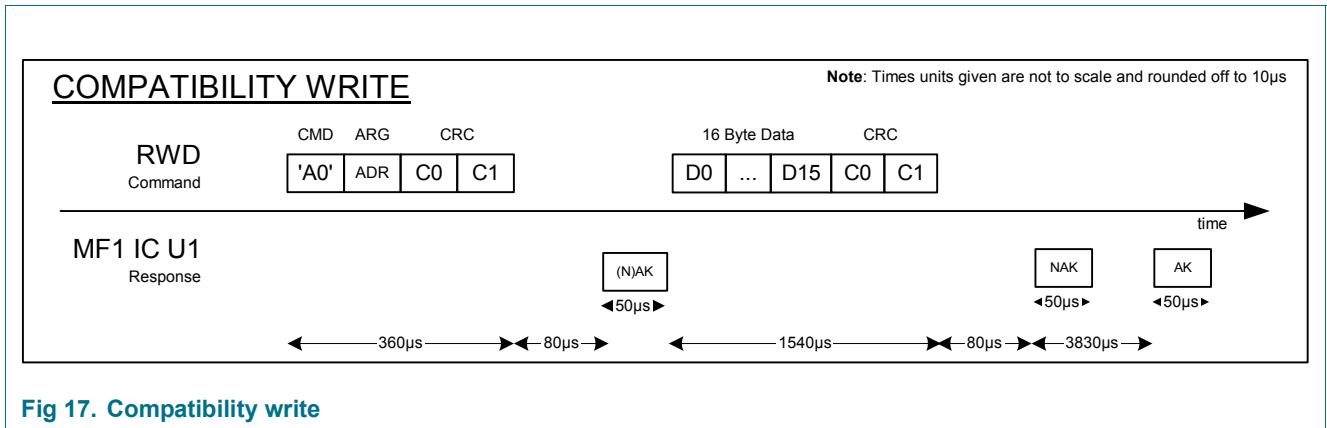 COMPATIBILITY WRITE
Note: Times units given are not to scale and rounded off to 10µs
CMD ARG CRC 16 Byte Data CRC
RWD
Command
'A0' ADR C0 C1 D0 ... D15 C0 C1
time
MF1 IC U1
Response
(N)AK NAK AK
50µs 50µs 50µs
360µs 80µs 1540µs 80µs 3830µs
Fig 17. Compatibility write